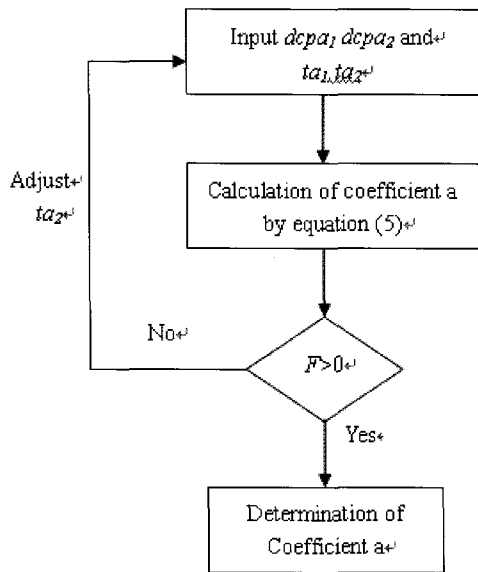 Input dcpa1 dcpa2 and↵
ta1,ta2↵
Adjust↵
ta2↵
Calculation of coefficient a
by equation (5)↵
No↵
F>0↵
Yes↵
Determination of
Coefficient a↵